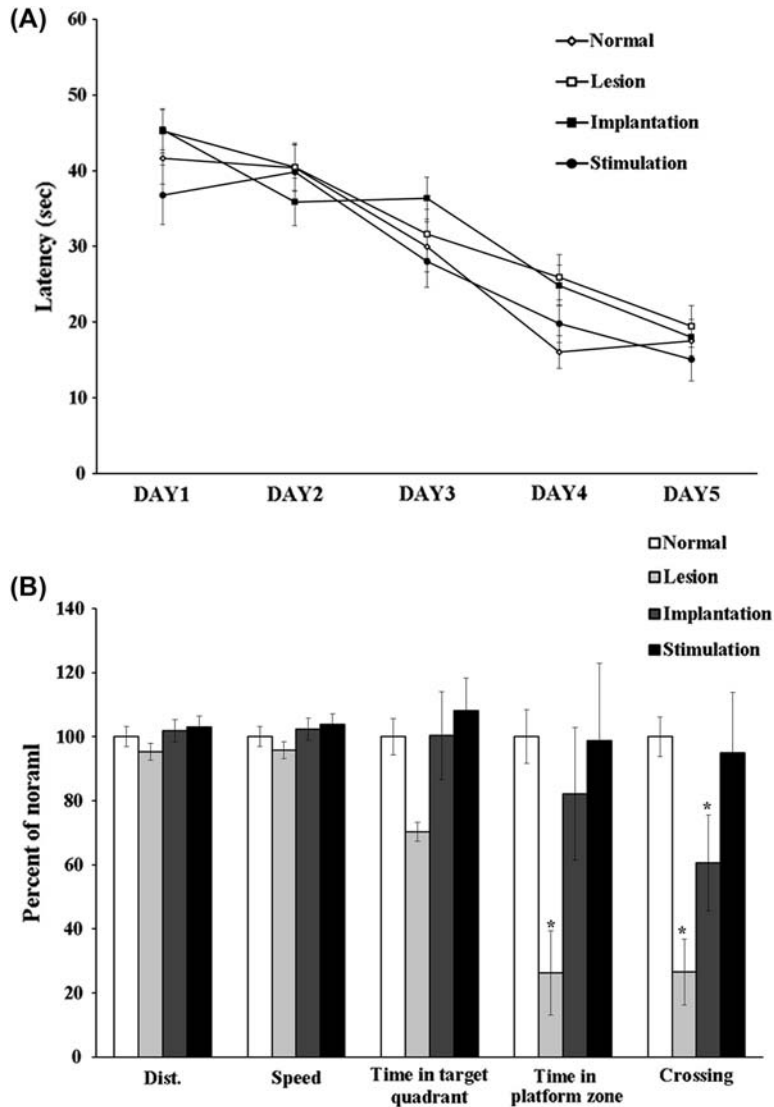 (A)
60
50
40
30
20
10
0
Latency (sec)
Normal
Lesion
Implantation
Stimulation
DAY1 DAY2 DAY3 DAY4 DAY5
(B)
Normal
Lesion
Implantation
Stimulation
140
120
100
80
60
40
20
0
Percent of noraml
*
*
*
Dist. Speed Time in target quadrant Time in platform zone Crossing